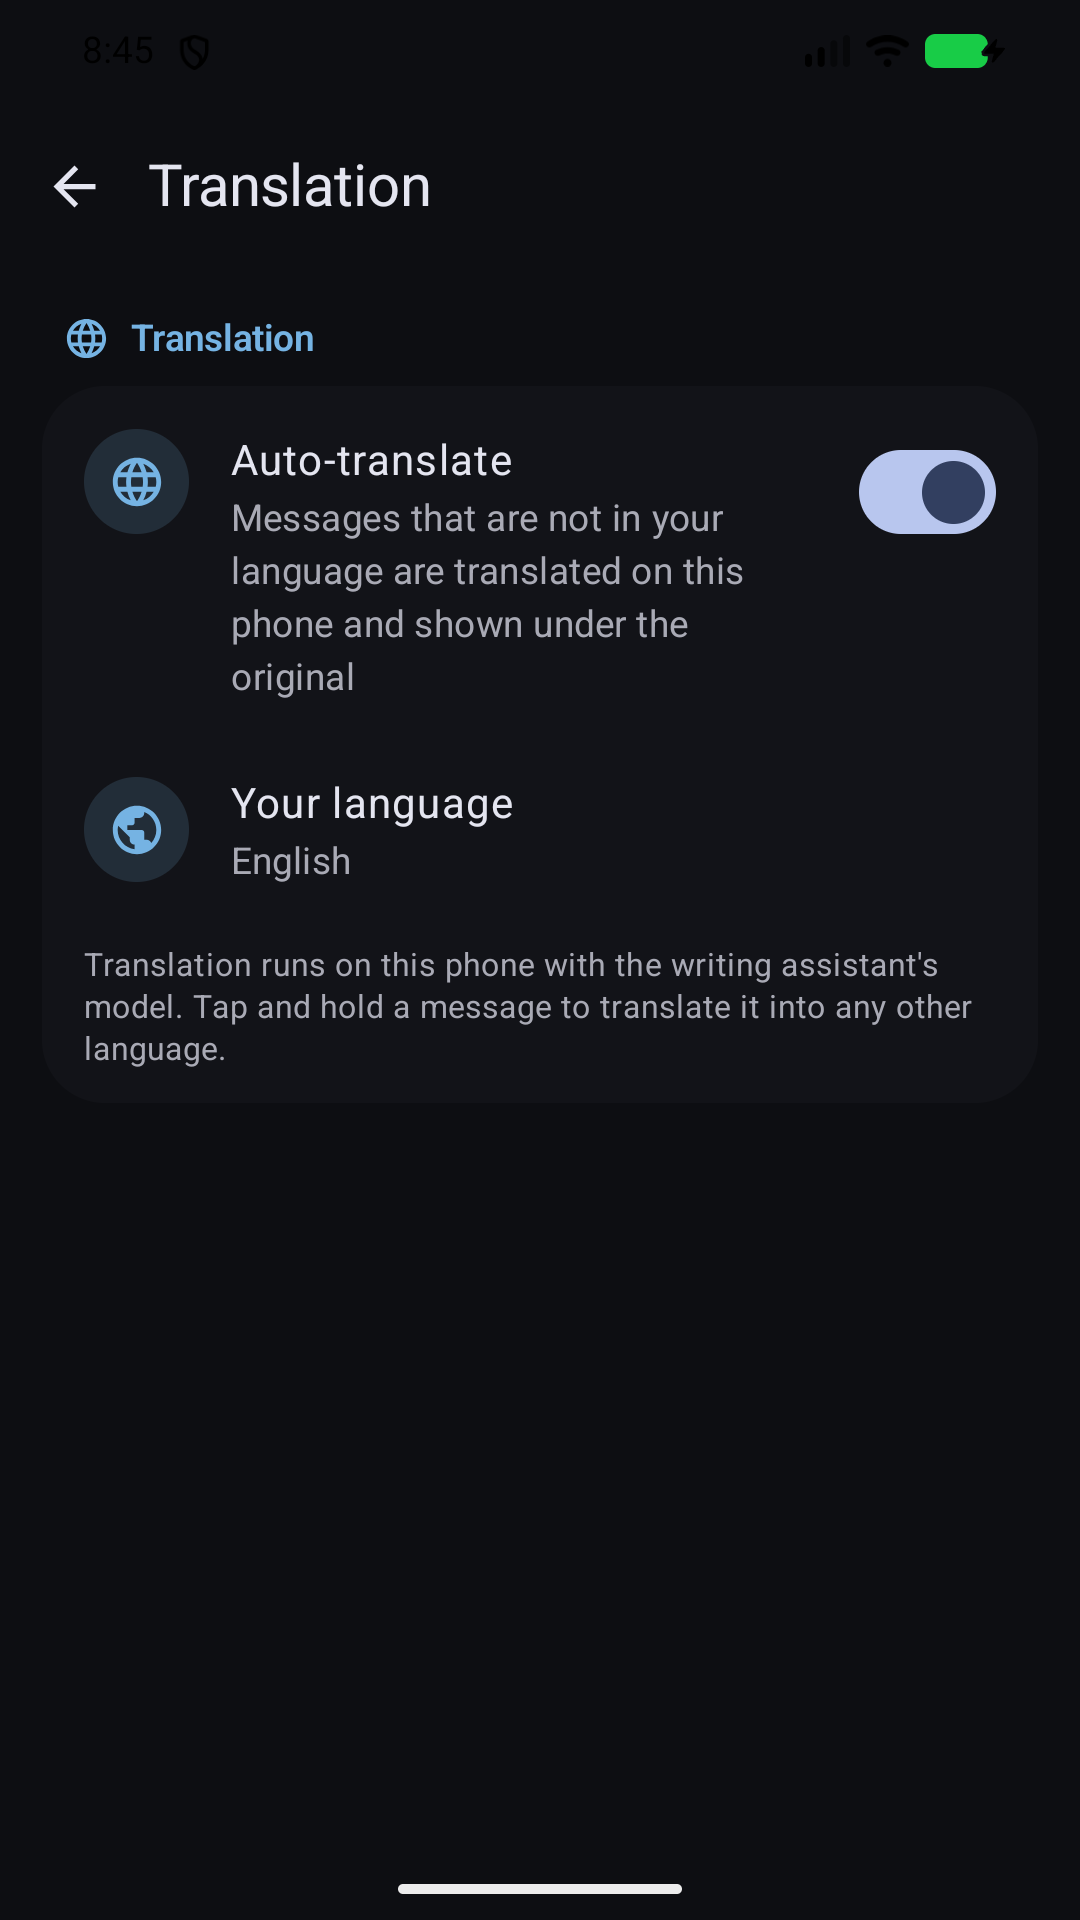 8:45
Translation
Translation
Auto-translate
Messages that are not in your
language are translated on this
phone and shown under the
original
Your language
English
Translation runs on this phone with the writing assistant's
model. Tap and hold a message to translate it into any other
language.